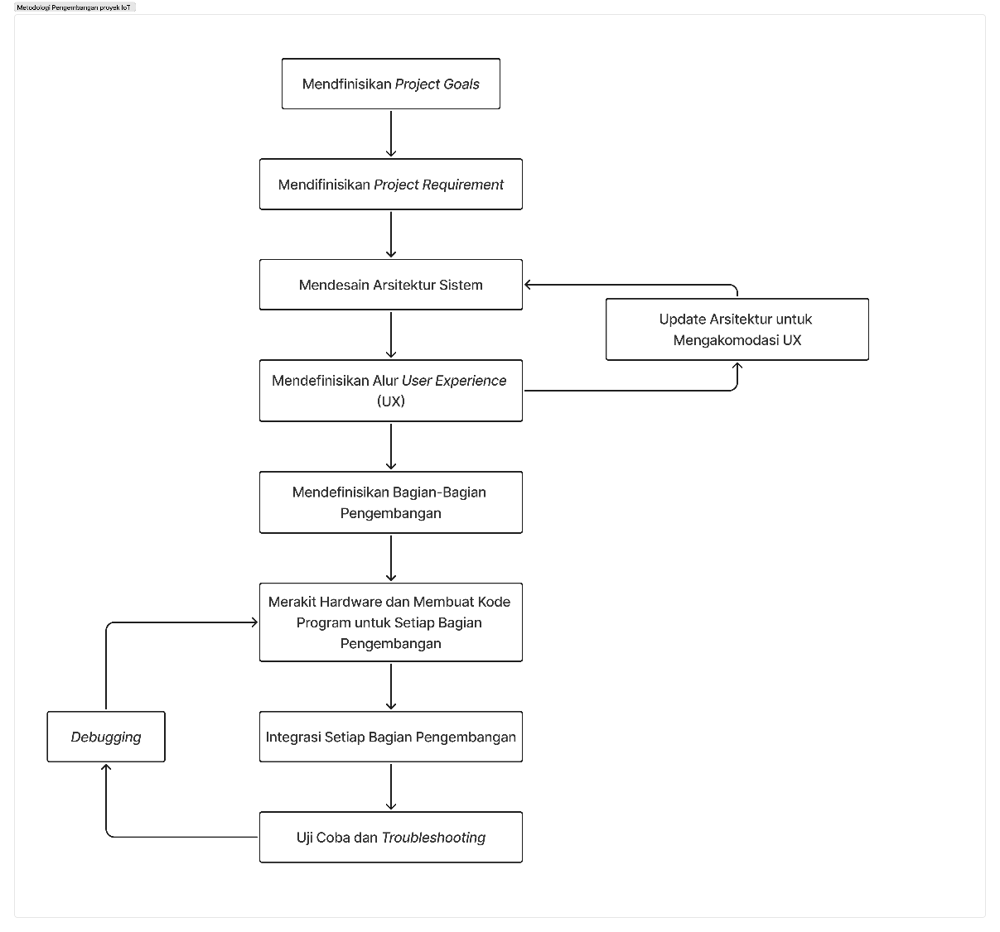 Metodologi Pengembangan proyek IoT
Mendfinisikan Project Goals
Mendifinisikan Project Requirement
Mendesain Arsitektur Sistem
Update Arsitektur untuk
Mengakomodasi UX
Mendefinisikan Alur User Experience
(UX)
Mendefinisikan Bagian-Bagian
Pengembangan
Merakit Hardware dan Membuat Kode
Program untuk Setiap Bagian
Pengembangan
Debugging
Integrasi Setiap Bagian Pengembangan
Uji Coba dan Troubleshooting